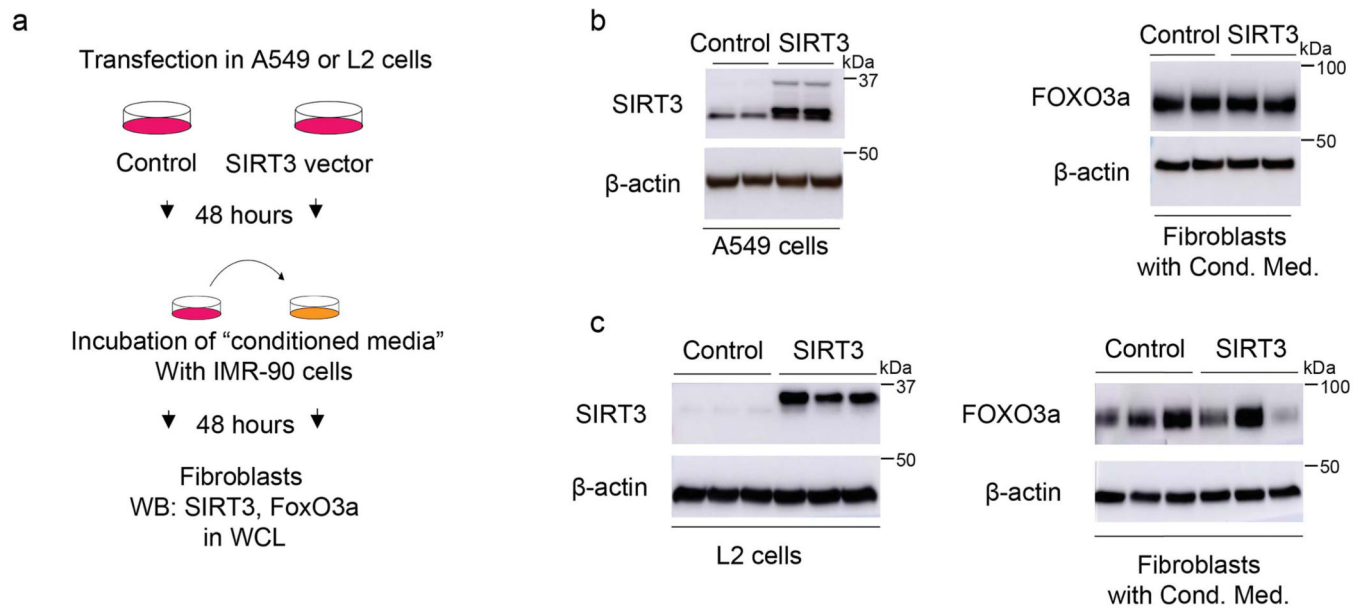 a
Transfection in A549 or L2 cells
Control SIRT3 vector
48 hours
Incubation of “conditioned media”
With IMR-90 cells
48 hours
Fibroblasts
WB: SIRT3, FoxO3a
in WCL
b
Control SIRT3
kDa
37
SIRT3
50
β-actin
A549 cells
Control SIRT3
kDa
100
FOXO3a
50
β-actin
Fibroblasts
with Cond. Med.
c
Control SIRT3
kDa
37
SIRT3
50
β-actin
L2 cells
Control SIRT3
kDa
100
FOXO3a
50
β-actin
Fibroblasts
with Cond. Med.